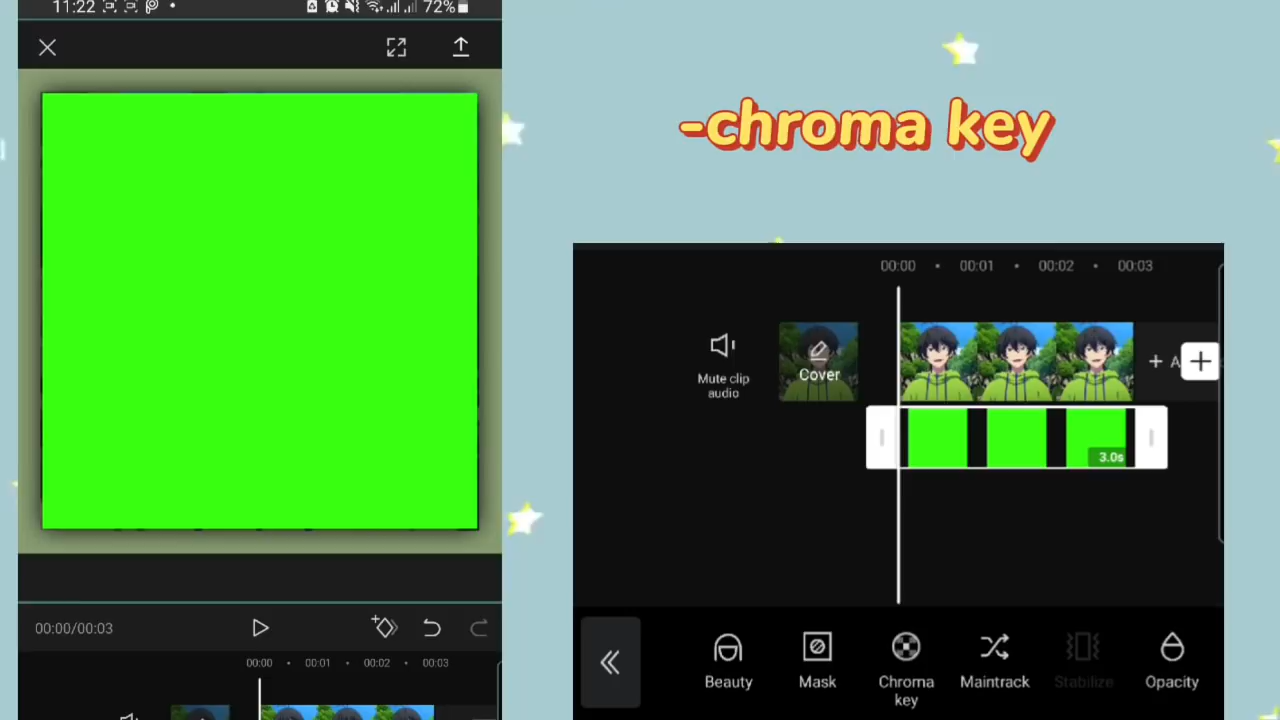 11:22
72%
-chroma key
00:00 • 00:01 • 00:02 • 00:03
Mute clip
audio
Cover
+ A
3.0s
00:00/00:03
00:00 • 00:01 • 00:02 • 00:03
Beauty
Mask
Chroma
key
Maintrack
Stabilize
Opacity